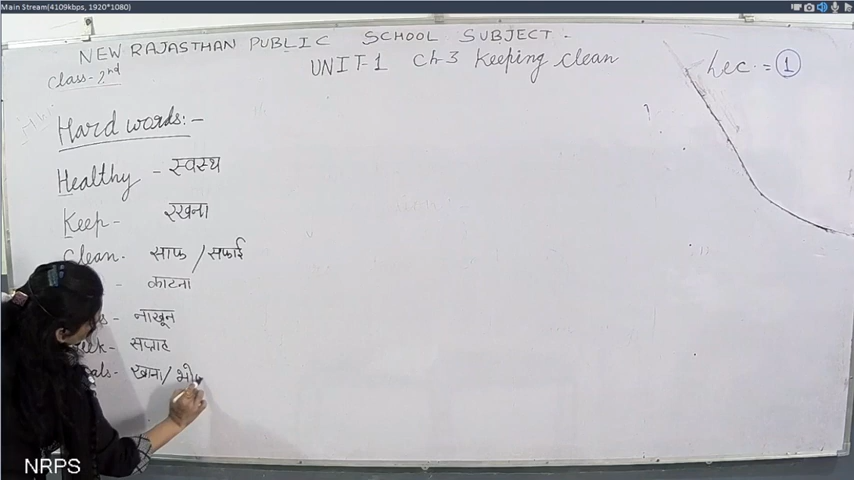 Main Stream(4109kbps, 1920*1080)
NEW RAJASTHAN PUBLIC SCHOOL SUBJECT -
Class-2nd
UNIT-1 Ch-3 Keeping clean
Lec. = 1
Hard words:-
Healthy - स्वस्थ
Keep- रखना
Clean. साफ / सफाई
- काटना
- नाखून
- सप्ताह
- खाना/
NRPS